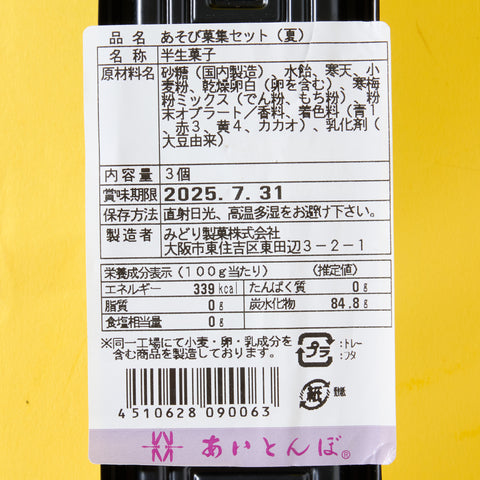 品名 あそび菓集セット（夏）
名称 半生菓子
原材料名 砂糖（国内製造）、水飴、寒天、小
麦粉、乾燥卵白（卵を含む）、寒梅
粉ミックス（でん粉、もち粉）、粉
末オブラート／香料、着色料（青1
、赤3、黄4、カカオ）、乳化剤（
大豆由来）
内容量 3個
賞味期限 2025.7.31
保存方法 直射日光、高温多湿をお避け下さい。
製造者 みどり製菓株式会社
大阪市東住吉区東田辺3-2-1
栄養成分表示（100g当たり） （推定値）
エネルギー 339kcal たんぱく質 0g
脂質 0g 炭水化物 84.8g
食塩相当量 0g
※同一工場にて小麦・卵・乳成分を
含む商品を製造しております。
プラ :トレー
:フタ
紙 :台紙
4510628 090063
あいとんぼ®